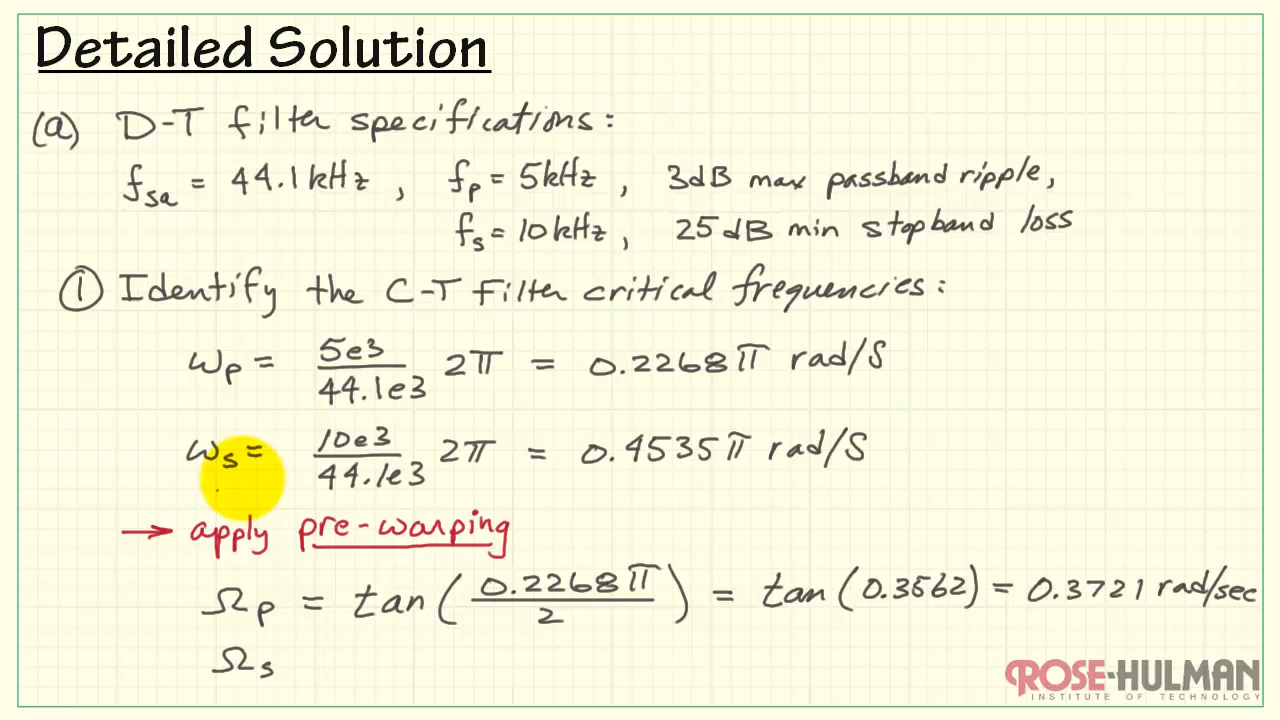 Detailed Solution
(a) D-T filter specifications:
fsa = 44.1kHz, fp = 5kHz, 3dB max passband ripple,
fs = 10kHz, 25dB min stopband loss
① Identify the C-T Filter critical frequencies:
ωp = 5e3/44.1e3 2π = 0.2268π rad/s
ωs = 10e3/44.1e3 2π = 0.4535π rad/s
→ apply pre-warping
Ωp = tan(0.2268π/2) = tan(0.3562) = 0.3721 rad/sec
Ωs
ROSE-HULMAN
INSTITUTE OF TECHNOLOGY